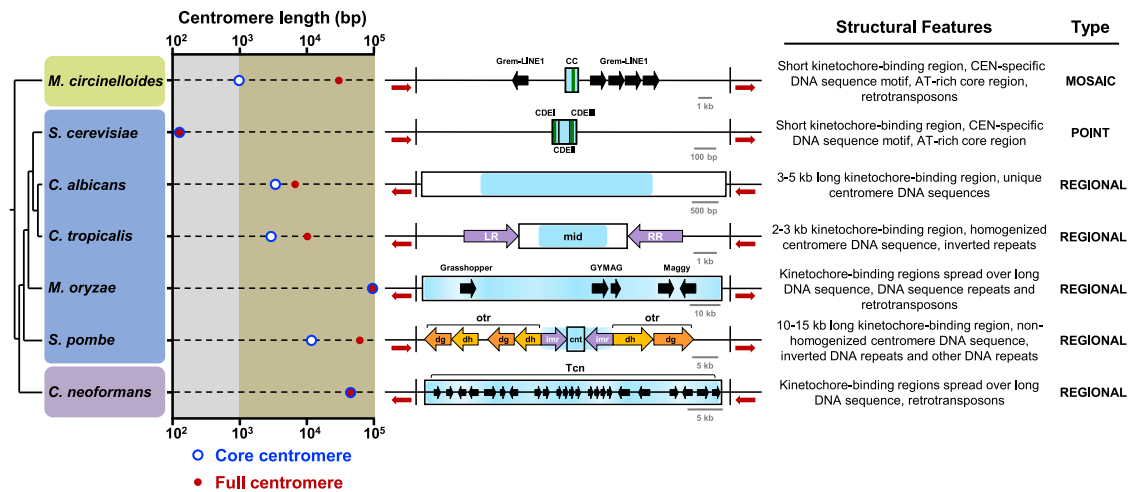 Centromere length (bp)
Structural Features
Type
10² 10³ 10⁴ 10⁵
M. circinelloides
Grem-LINE1 CC Grem-LINE1
1 kb
Short kinetochore-binding region, CEN-specific
DNA sequence motif, AT-rich core region,
retrotransposons
MOSAIC
S. cerevisiae
CDEI CDEIII
CDEII
100 bp
Short kinetochore-binding region, CEN-specific
DNA sequence motif, AT-rich core region
POINT
C. albicans
500 bp
3-5 kb long kinetochore-binding region, unique
centromere DNA sequences
REGIONAL
C. tropicalis
LR mid RR
1 kb
2-3 kb kinetochore-binding region, homogenized
centromere DNA sequence, inverted repeats
REGIONAL
M. oryzae
Grasshopper GYMAG Maggy
10 kb
Kinetochore-binding regions spread over long
DNA sequence, DNA sequence repeats and
retrotransposons
REGIONAL
S. pombe
otr otr
dg dh dg dh imr cnt imr dh dg
5 kb
10-15 kb long kinetochore-binding region, non-
homogenized centromere DNA sequence,
inverted DNA repeats and other DNA repeats
REGIONAL
C. neoformans
Tcn
5 kb
Kinetochore-binding regions spread over long
DNA sequence, retrotransposons
REGIONAL
10² 10³ 10⁴ 10⁵
Core centromere
Full centromere